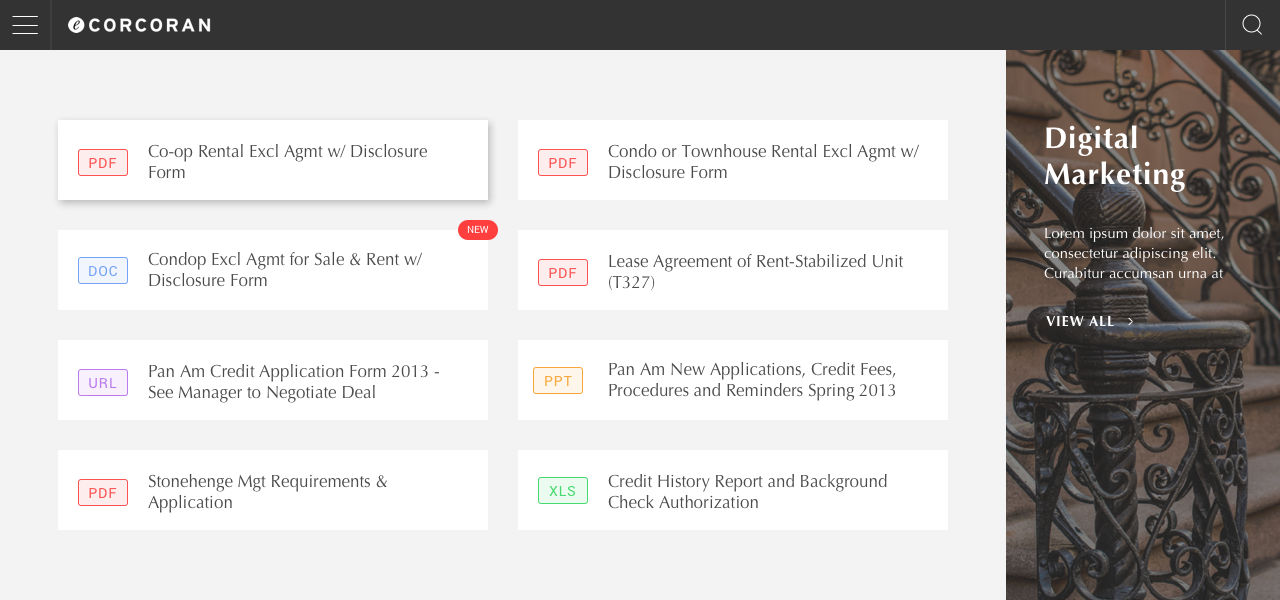 CORCORAN
PDF
Co-op Rental Excl Agmt w/ Disclosure
Form
PDF
Condo or Townhouse Rental Excl Agmt w/
Disclosure Form
NEW
DOC
Condop Excl Agmt for Sale & Rent w/
Disclosure Form
PDF
Lease Agreement of Rent-Stabilized Unit
(T327)
URL
Pan Am Credit Application Form 2013 -
See Manager to Negotiate Deal
PPT
Pan Am New Applications, Credit Fees,
Procedures and Reminders Spring 2013
PDF
Stonehenge Mgt Requirements &
Application
XLS
Credit History Report and Background
Check Authorization
Digital
Marketing
Lorem ipsum dolor sit amet,
consectetur adipiscing elit.
Curabitur accumsan urna at
VIEW ALL >